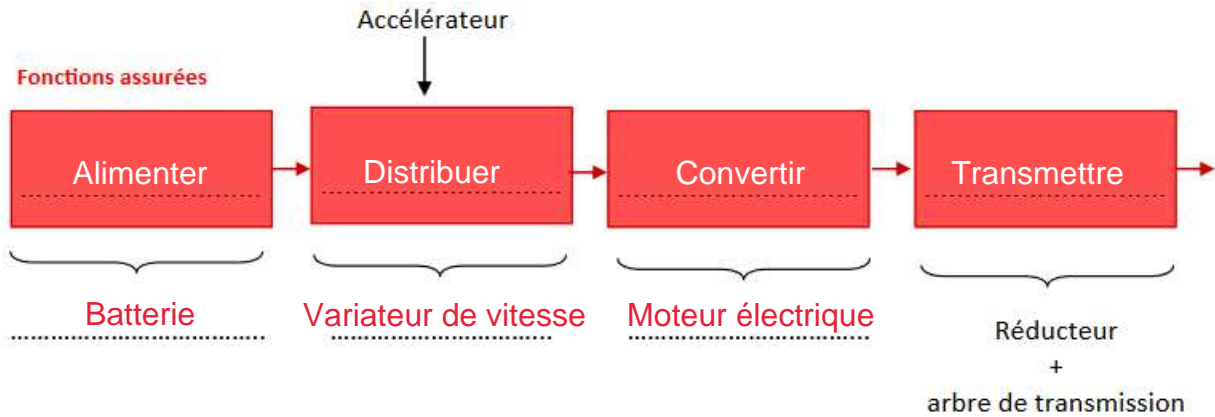 Accélérateur
Fonctions assurées
Alimenter
Distribuer
Convertir
Transmettre
Batterie
Variateur de vitesse
Moteur électrique
Réducteur
+
arbre de transmission